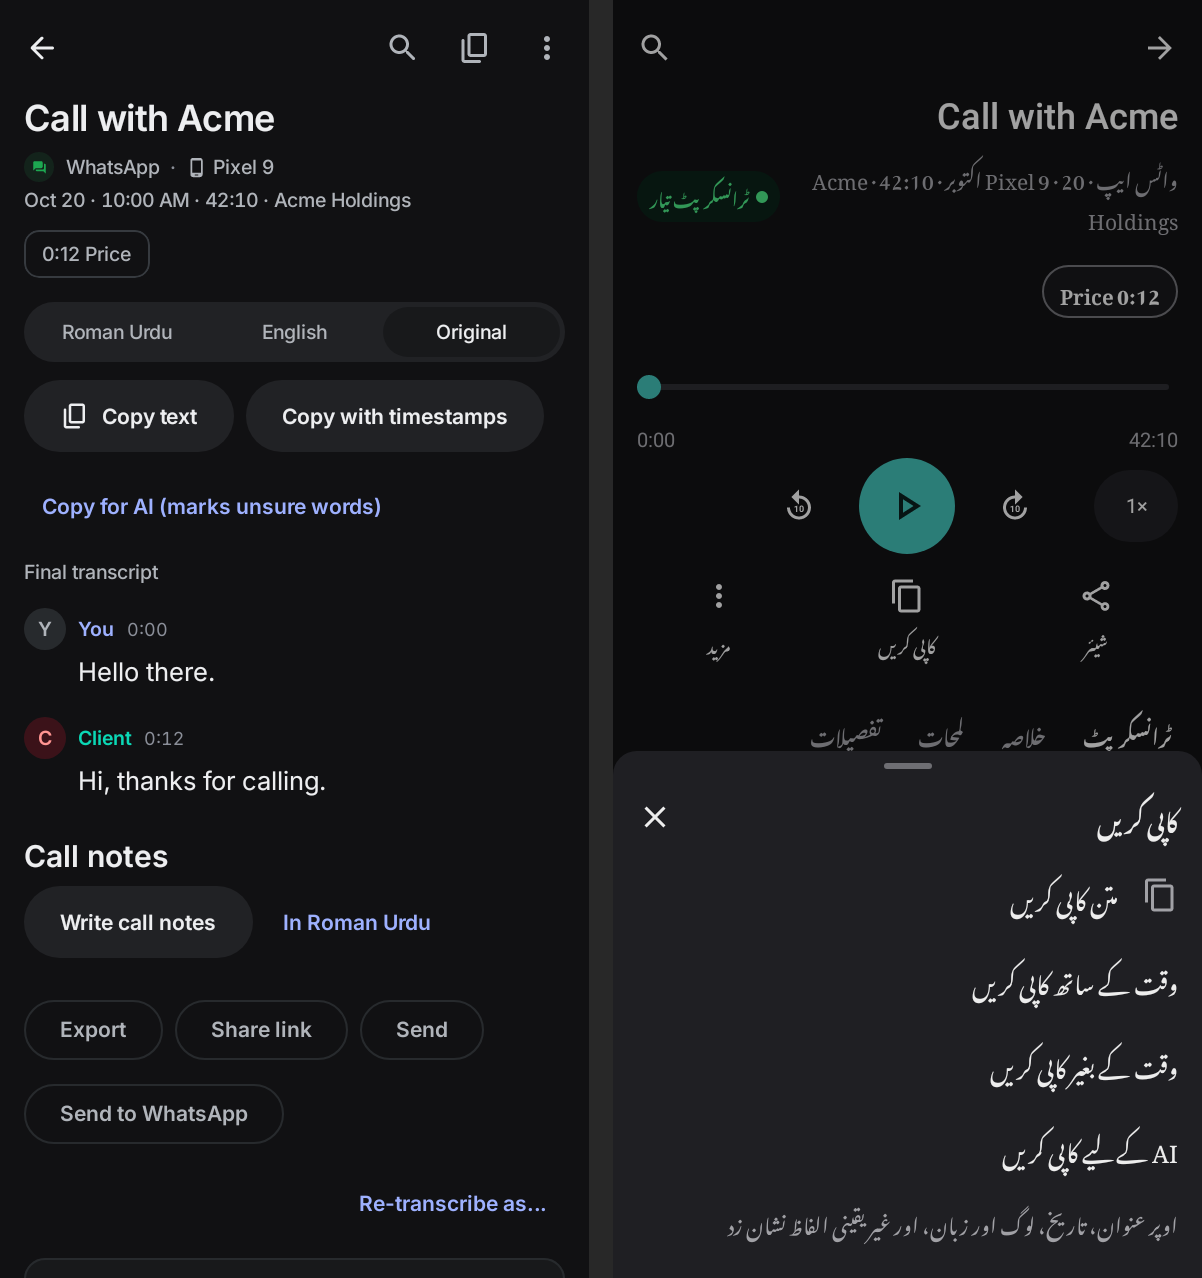 Call with Acme
WhatsApp · Pixel 9
Oct 20 · 10:00 AM · 42:10 · Acme Holdings
0:12 Price
Roman Urdu English Original
Copy text Copy with timestamps
Copy for AI (marks unsure words)
Final transcript
Y You 0:00
Hello there.
C Client 0:12
Hi, thanks for calling.
Call notes
Write call notes In Roman Urdu
Export Share link Send
Send to WhatsApp
Re-transcribe as...
Call with Acme
واٹس ایپ · Pixel 9 · 20 اکتوبر · 42:10 · Acme
Holdings
ٹرانسکرپٹ تیار
Price 0:12
0:00 42:10
10 10 1×
شیئر کاپی کریں مزید
ٹرانسکرپٹ خلاصہ لمحات تفصیلات
کاپی کریں
متن کاپی کریں
وقت کے ساتھ کاپی کریں
وقت کے بغیر کاپی کریں
AI کے لیے کاپی کریں
اوپر عنوان، تاریخ، لوگ اور زبان، اور غیر یقینی الفاظ نشان زد